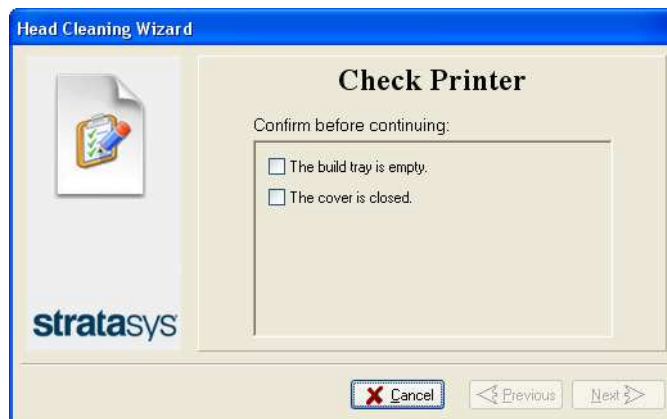 Head Cleaning Wizard
Check Printer
Confirm before continuing:
The build tray is empty.
The cover is closed.
stratasys
Cancel
Previous
Next